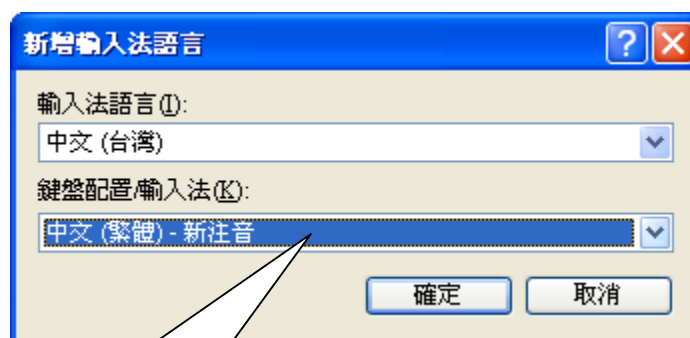 新增輸入法語言
輸入法語言(I):
中文 (台灣)
鍵盤配置/輸入法(K):
中文 (繁體) - 新注音
確定
取消